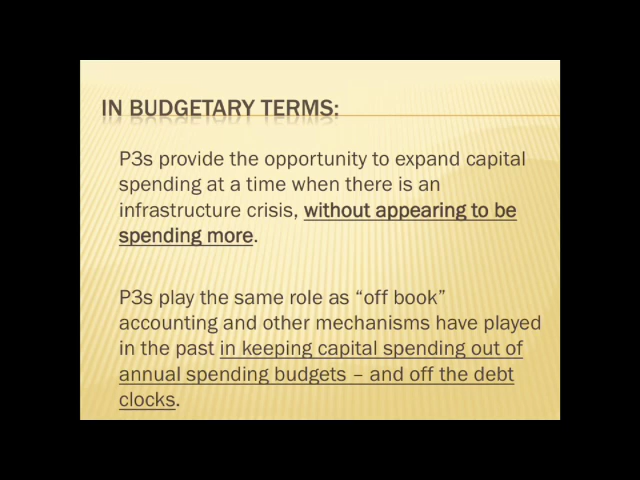 IN BUDGETARY TERMS:
P3s provide the opportunity to expand capital
spending at a time when there is an
infrastructure crisis, without appearing to be
spending more.
P3s play the same role as “off book”
accounting and other mechanisms have played
in the past in keeping capital spending out of
annual spending budgets – and off the debt
clocks.